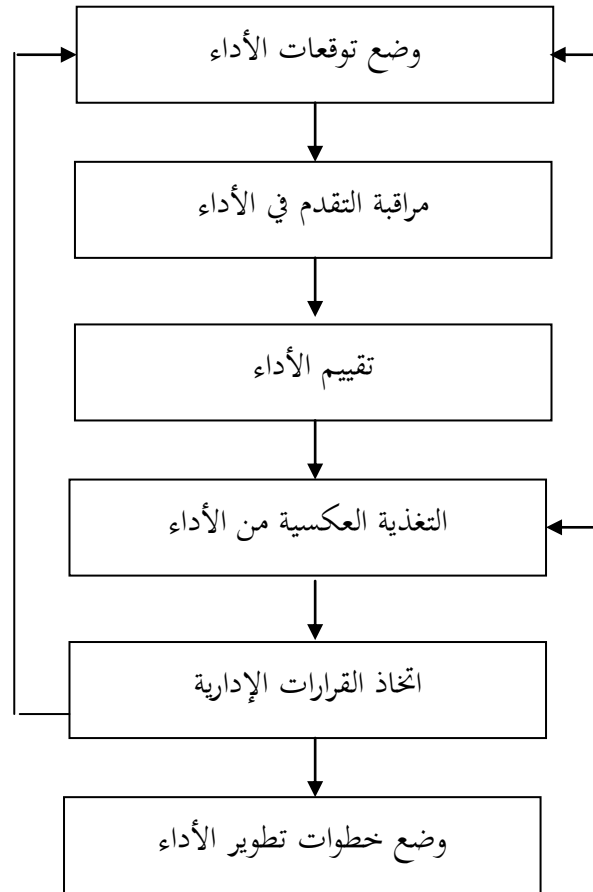 وضع توقعات الأداء
مراقبة التقدم في الأداء
تقييم الأداء
التغذية العكسية من الأداء
اتخاذ القرارات الإدارية
وضع خطوات تطوير الأداء